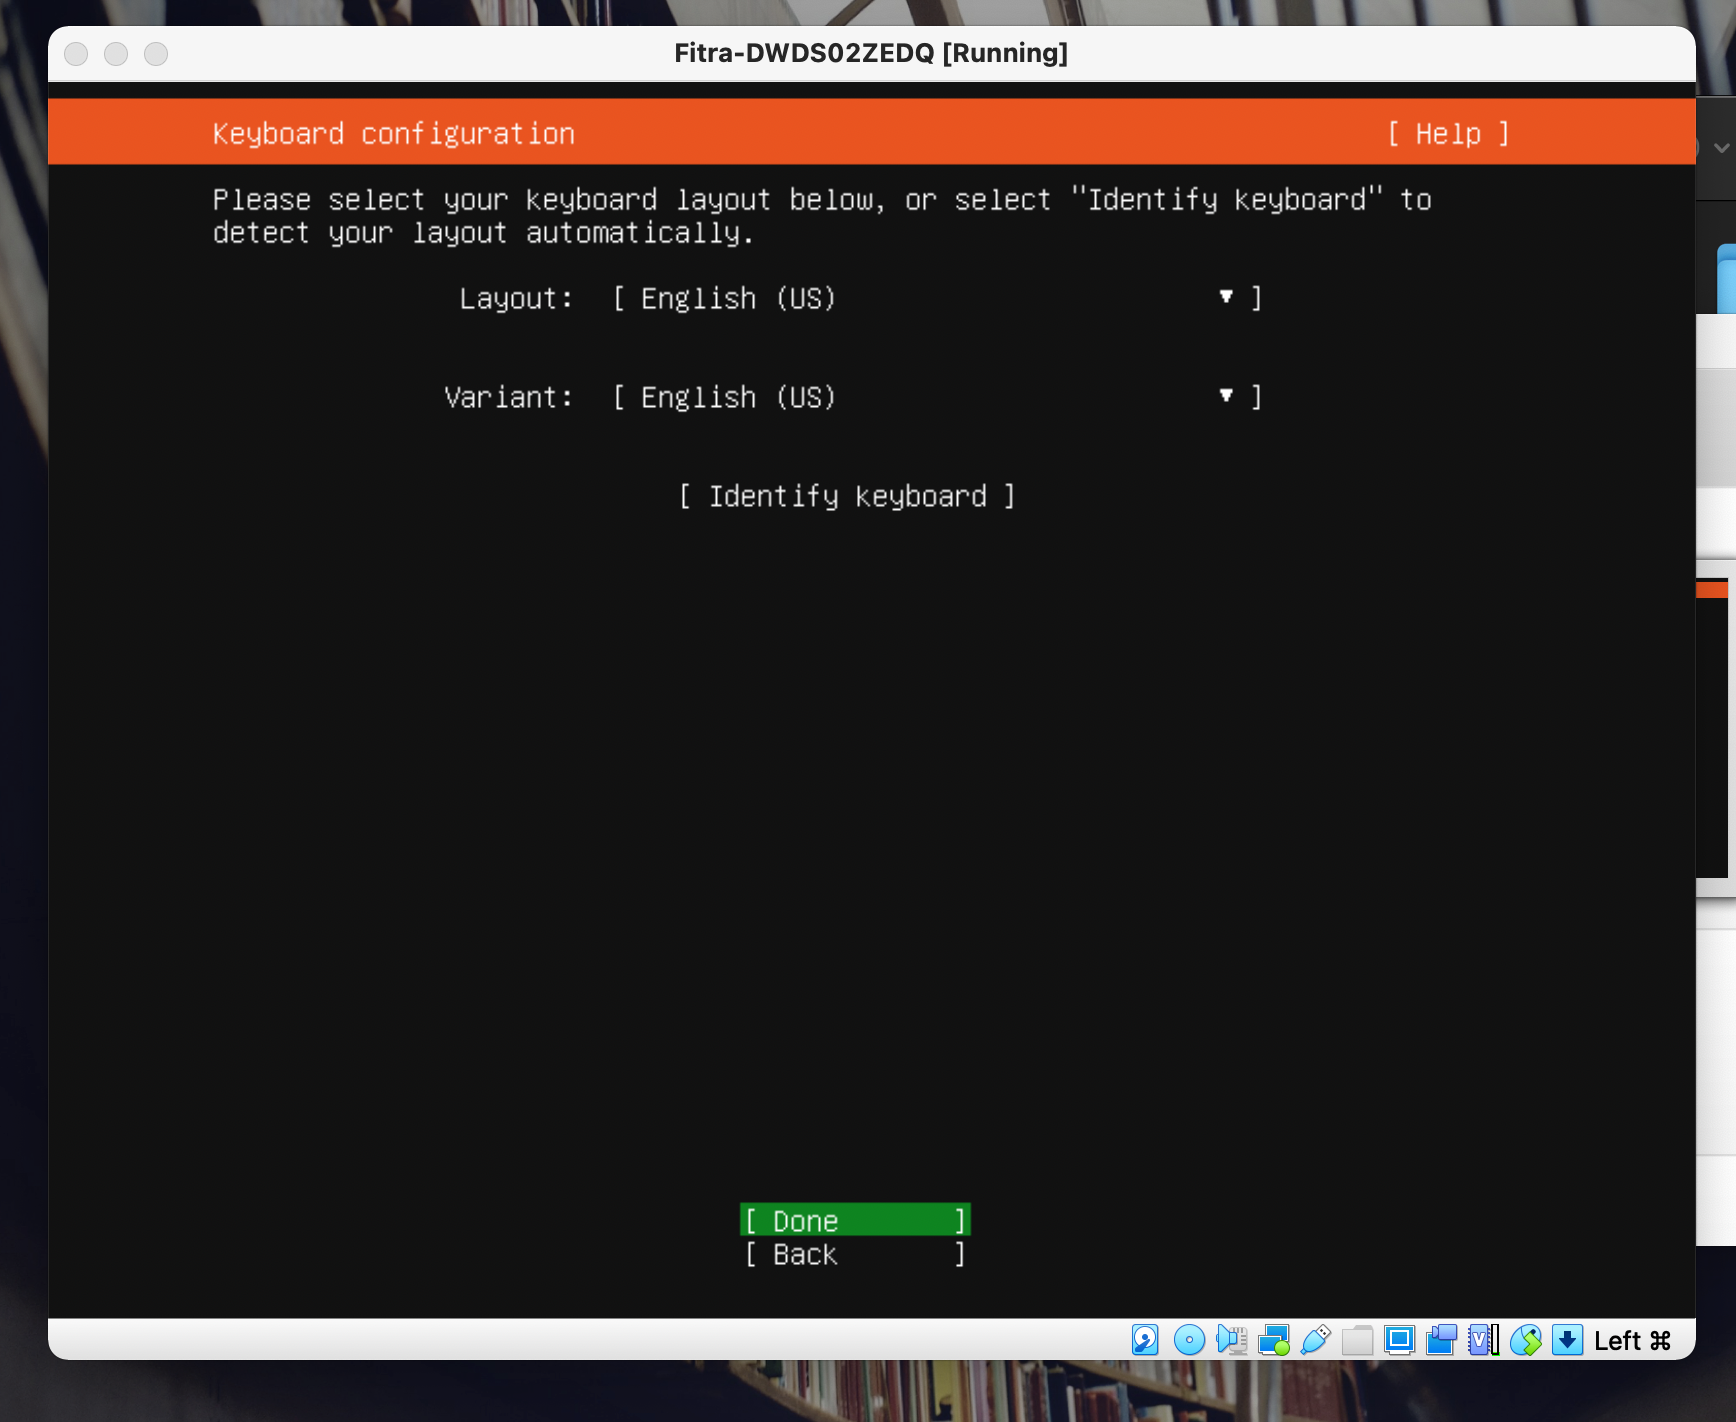 Fitra-DWDS02ZEDQ [Running]
Keyboard configuration [ Help ]
Please select your keyboard layout below, or select "Identify keyboard" to
detect your layout automatically.
Layout: [ English (US) ▼ ]
Variant: [ English (US) ▼ ]
[ Identify keyboard ]
[ Done ]
[ Back ]
Left ⌘